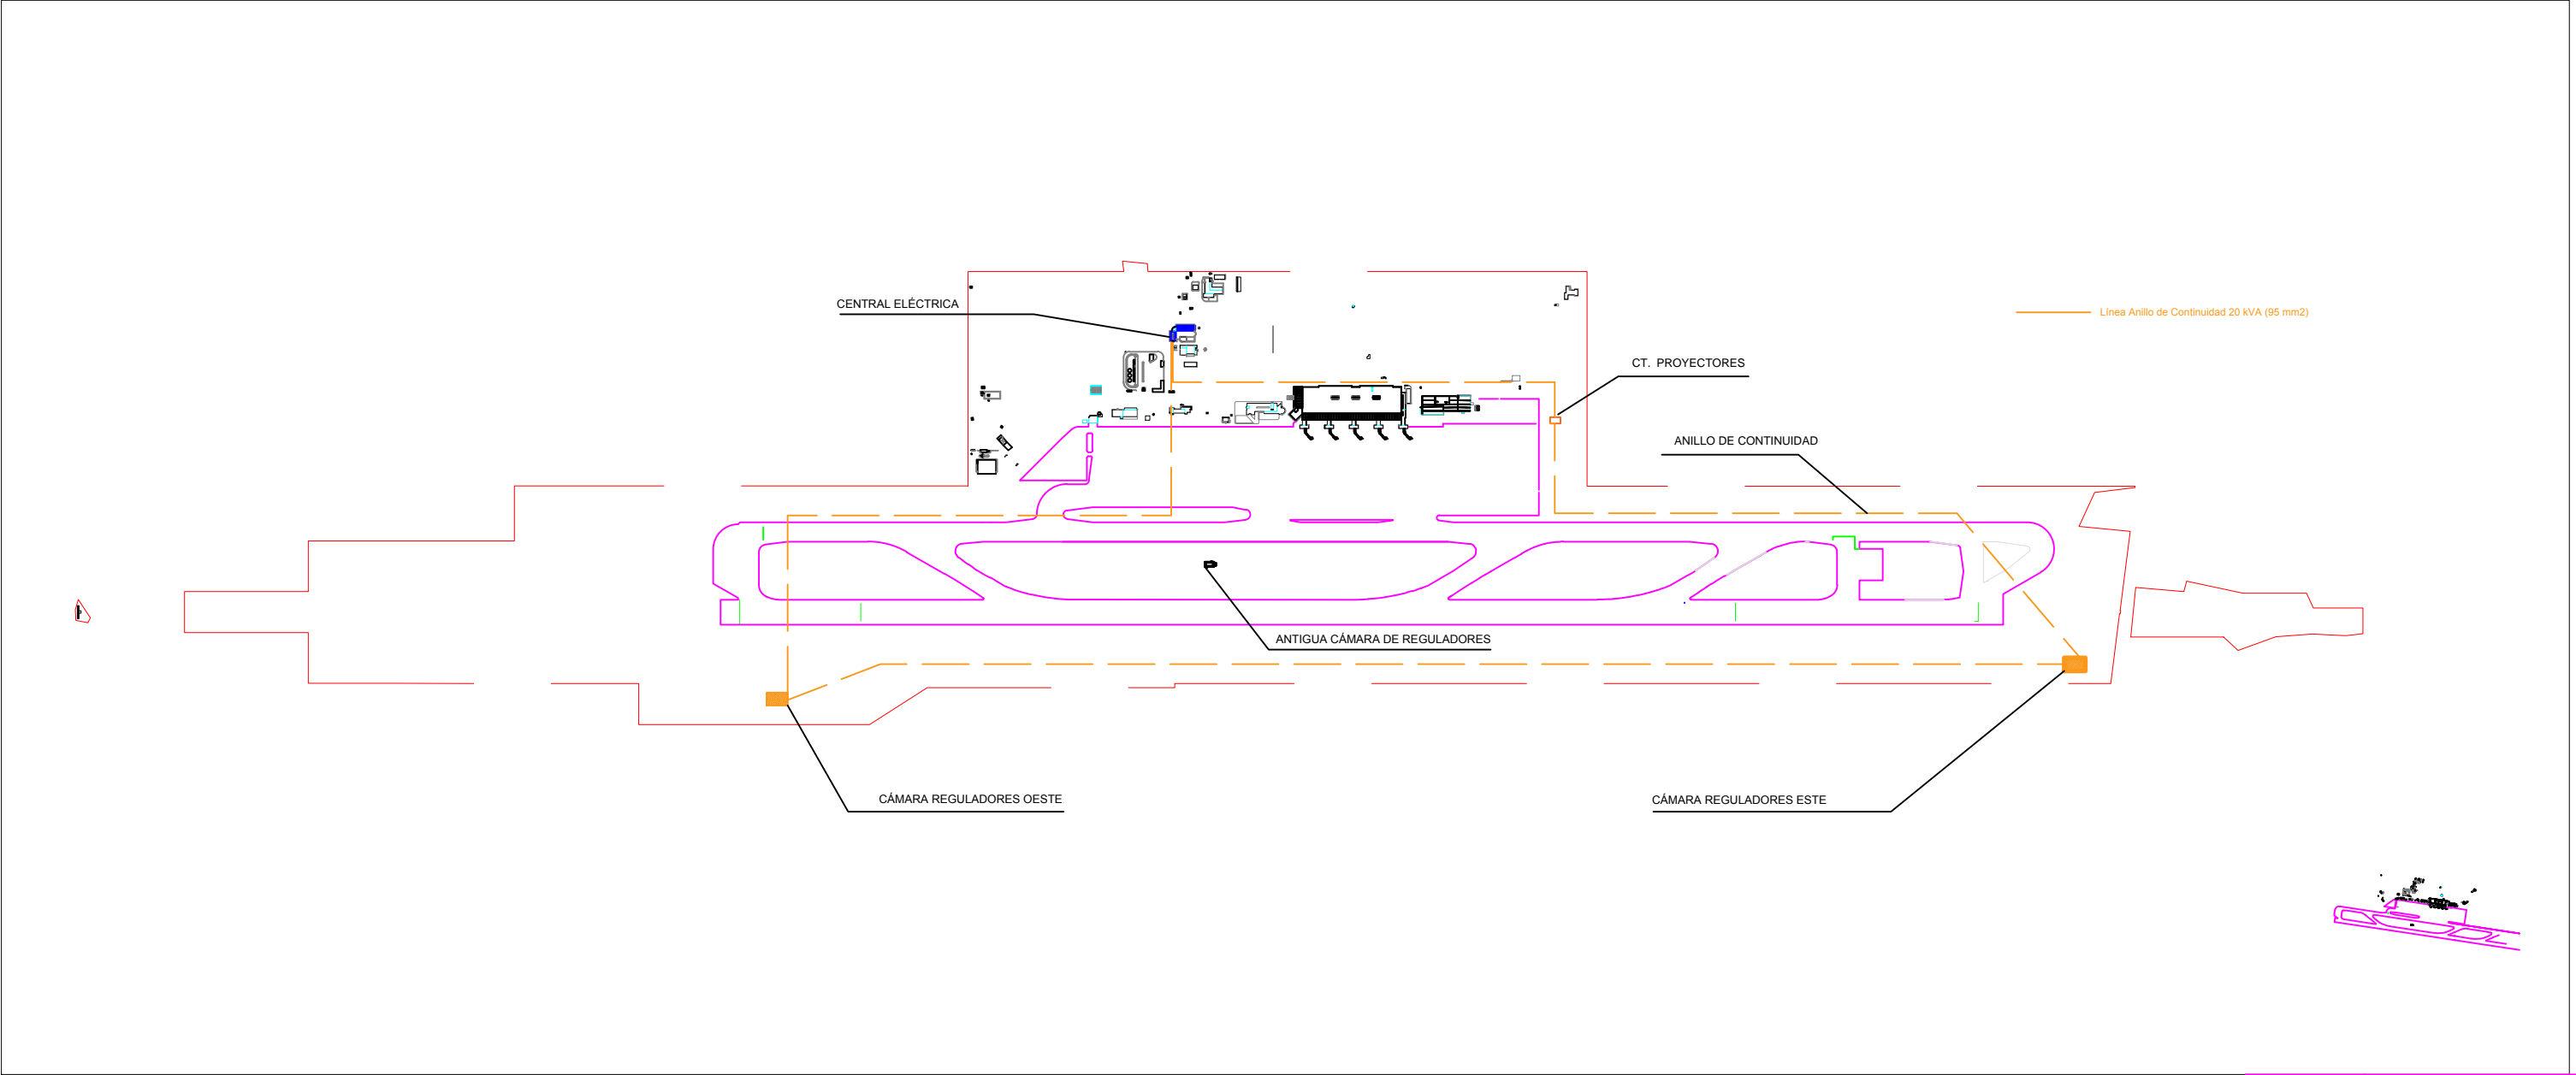 CENTRAL ELÉCTRICA
Línea Anillo de Continuidad 20 kVA (95 mm2)
CT. PROYECTORES
ANILLO DE CONTINUIDAD
ANTIGUA CÁMARA DE REGULADORES
CÁMARA REGULADORES OESTE
CÁMARA REGULADORES ESTE